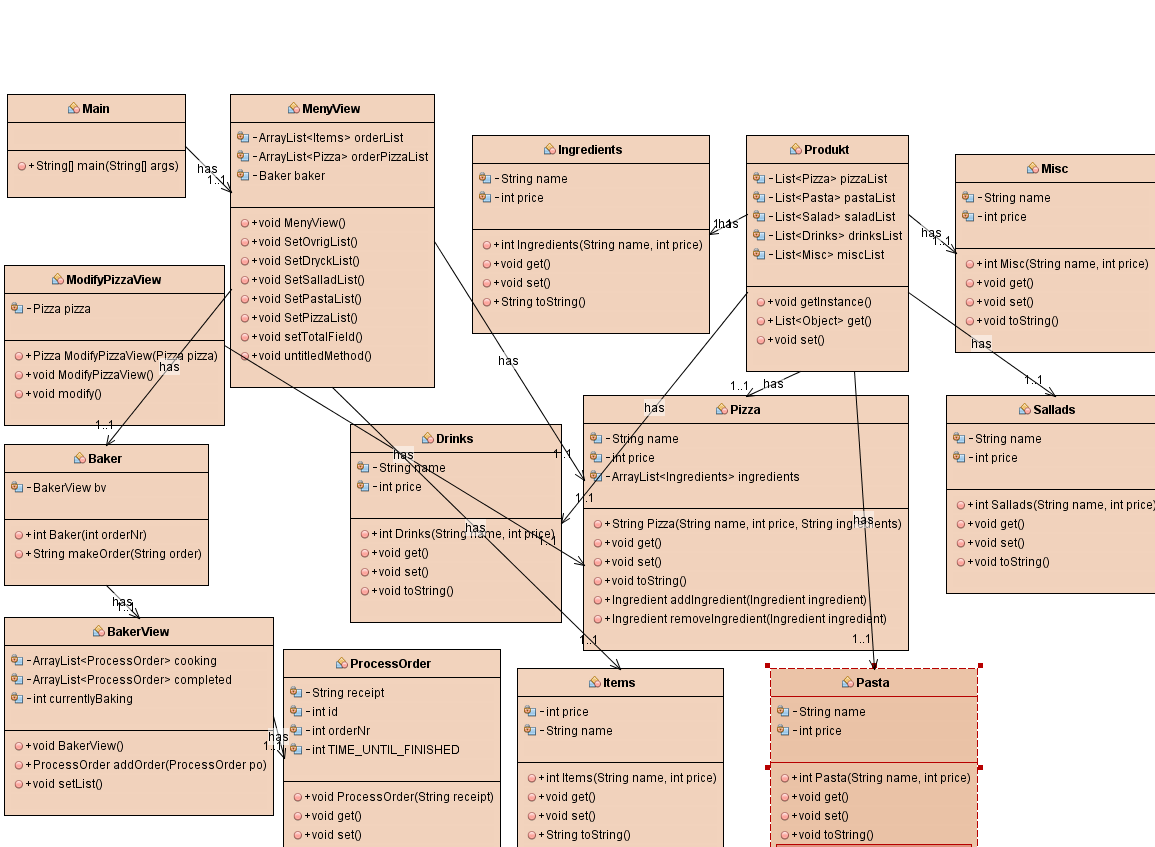 Main
+String[] main(String[] args)
has
1..1
MenyView
-ArrayList<Items> orderList
-ArrayList<Pizza> orderPizzaList
-Baker baker
+void MenyView()
+void SetOvrigList()
+void SetDryckList()
+void SetSalladList()
+void SetPastaList()
+void SetPizzaList()
+void setTotalField()
+void untitledMethod()
Ingredients
-String name
-int price
+int Ingredients(String name, int price)
+void get()
+void set()
+String toString()
1..1
has
Produkt
-List<Pizza> pizzaList
-List<Pasta> pastaList
-List<Salad> saladList
-List<Drinks> drinksList
-List<Misc> miscList
+void getInstance()
+List<Object> get()
+void set()
has
1..1
Misc
-String name
-int price
+int Misc(String name, int price)
+void get()
+void set()
+void toString()
ModifyPizzaView
-Pizza pizza
+Pizza ModifyPizzaView(Pizza pizza)
+void ModifyPizzaView()
+void modify()
has
1..1
has
1..1
has
1..1
has
1..1
has
1..1
Baker
-BakerView bv
+int Baker(int orderNr)
+String makeOrder(String order)
has
1..1
Drinks
-String name
-int price
+int Drinks(String name, int price)
+void get()
+void set()
+void toString()
has
1..1
has
1..1
Pizza
-String name
-int price
-ArrayList<Ingredients> ingredients
+String Pizza(String name, int price, String ingredients)
+void get()
+void set()
+void toString()
+Ingredient addIngredient(Ingredient ingredient)
+Ingredient removeIngredient(Ingredient ingredient)
has
1..1
Sallads
-String name
-int price
+int Sallads(String name, int price)
+void get()
+void set()
+void toString()
BakerView
-ArrayList<ProcessOrder> cooking
-ArrayList<ProcessOrder> completed
-int currentlyBaking
+void BakerView()
+ProcessOrder addOrder(ProcessOrder po)
+void setList()
has
1..1
ProcessOrder
-String receipt
-int id
-int orderNr
-int TIME_UNTIL_FINISHED
+void ProcessOrder(String receipt)
+void get()
+void set()
Items
-int price
-String name
+int Items(String name, int price)
+void get()
+void set()
+String toString()
Pasta
-String name
-int price
+int Pasta(String name, int price)
+void get()
+void set()
+void toString()